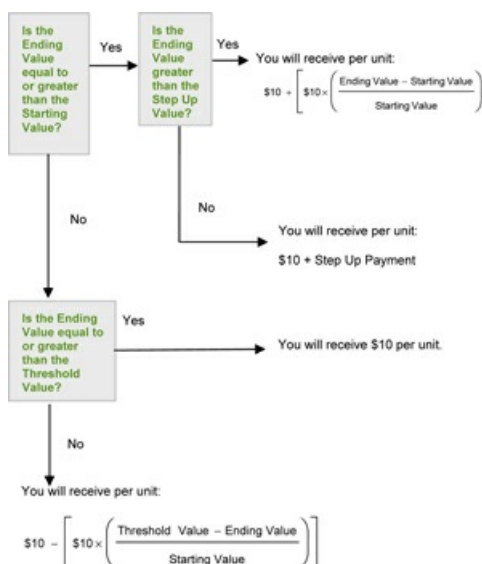 Is the
Ending
Value
equal to
or greater
than the
Starting
Value?
Yes
Is the
Ending
Value
greater
than the
Step Up
Value?
Yes
You will receive per unit:
$10 + [ $10 × ( Ending Value – Starting Value
Starting Value ) ]
No
No
You will receive per unit:
$10 + Step Up Payment
Is the Ending
Value equal to
or greater
than the
Threshold
Value?
Yes
You will receive $10 per unit.
No
You will receive per unit:
$10 – [ $10 × ( Threshold Value – Ending Value
Starting Value ) ]